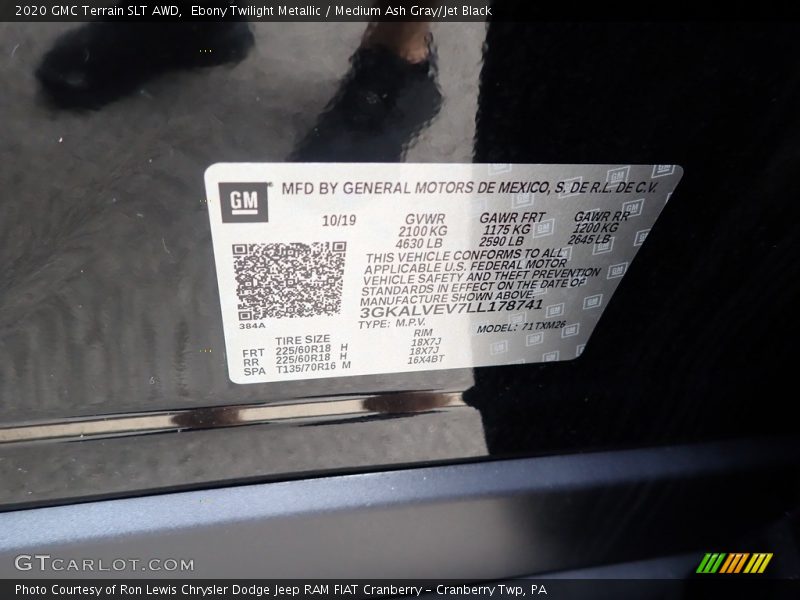 2020 GMC Terrain SLT AWD,  Ebony Twilight Metallic / Medium Ash Gray/Jet Black
GM MFD BY GENERAL MOTORS DE MEXICO, S. DE R.L. DE C.V.
10/19 GVWR GAWR FRT GAWR RR
2100 KG 1175 KG 1200 KG
4630 LB 2590 LB 2645 LB
THIS VEHICLE CONFORMS TO ALL
APPLICABLE U.S. FEDERAL MOTOR
VEHICLE SAFETY AND THEFT PREVENTION
STANDARDS IN EFFECT ON THE DATE OF
MANUFACTURE SHOWN ABOVE.
3GKALVEV7LL178741
384A TYPE: M.P.V. MODEL: 71TXM26
TIRE SIZE RIM
FRT 225/60R18 H 18X7J
RR 225/60R18 H 18X7J
SPA T135/70R16 M 16X4BT
GTCARLOT.COM
Photo Courtesy of Ron Lewis Chrysler Dodge Jeep RAM FIAT Cranberry – Cranberry Twp, PA